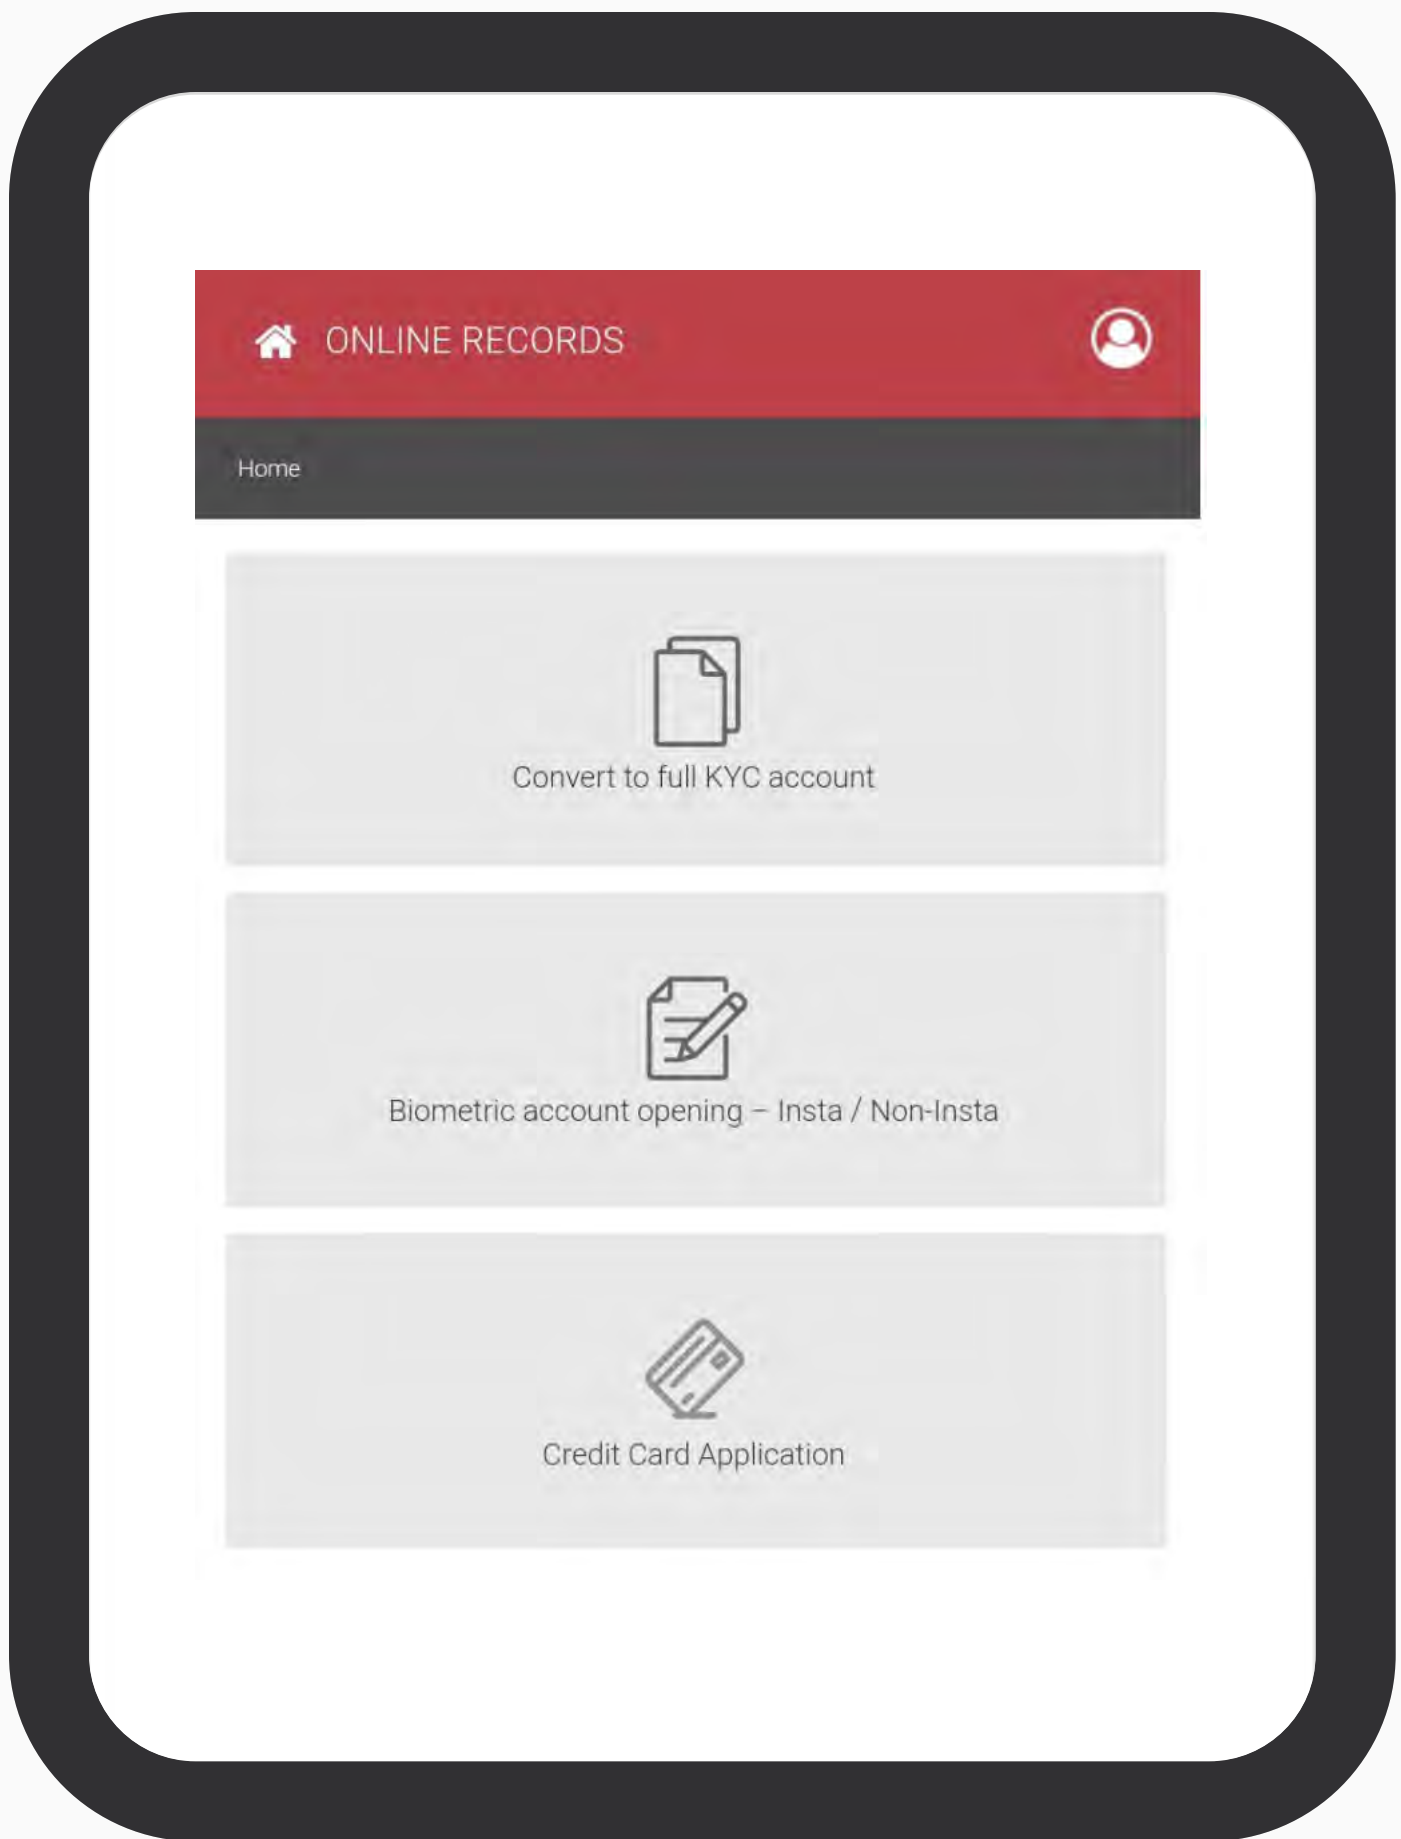 ONLINE RECORDS
Home
Convert to full KYC account
Biometric account opening – Insta / Non-Insta
Credit Card Application